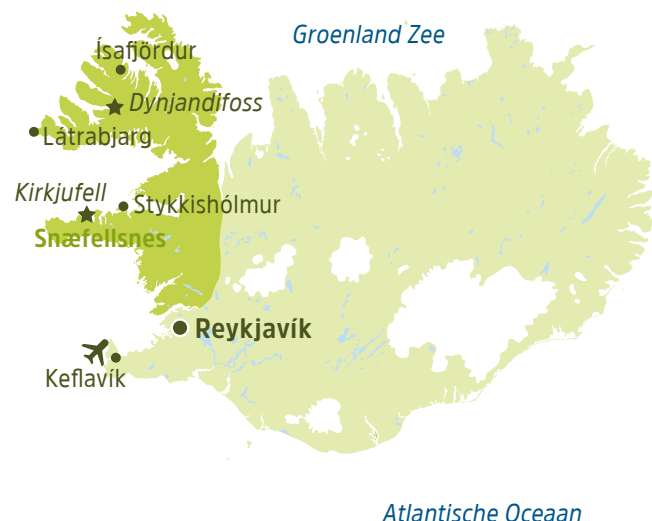 Groenland Zee
Ísafjördur
Dynjandifoss
Látrabjarg
Kirkjufell
Stykkishólmur
Snæfellsnes
Reykjavík
Keflavík
Atlantische Oceaan